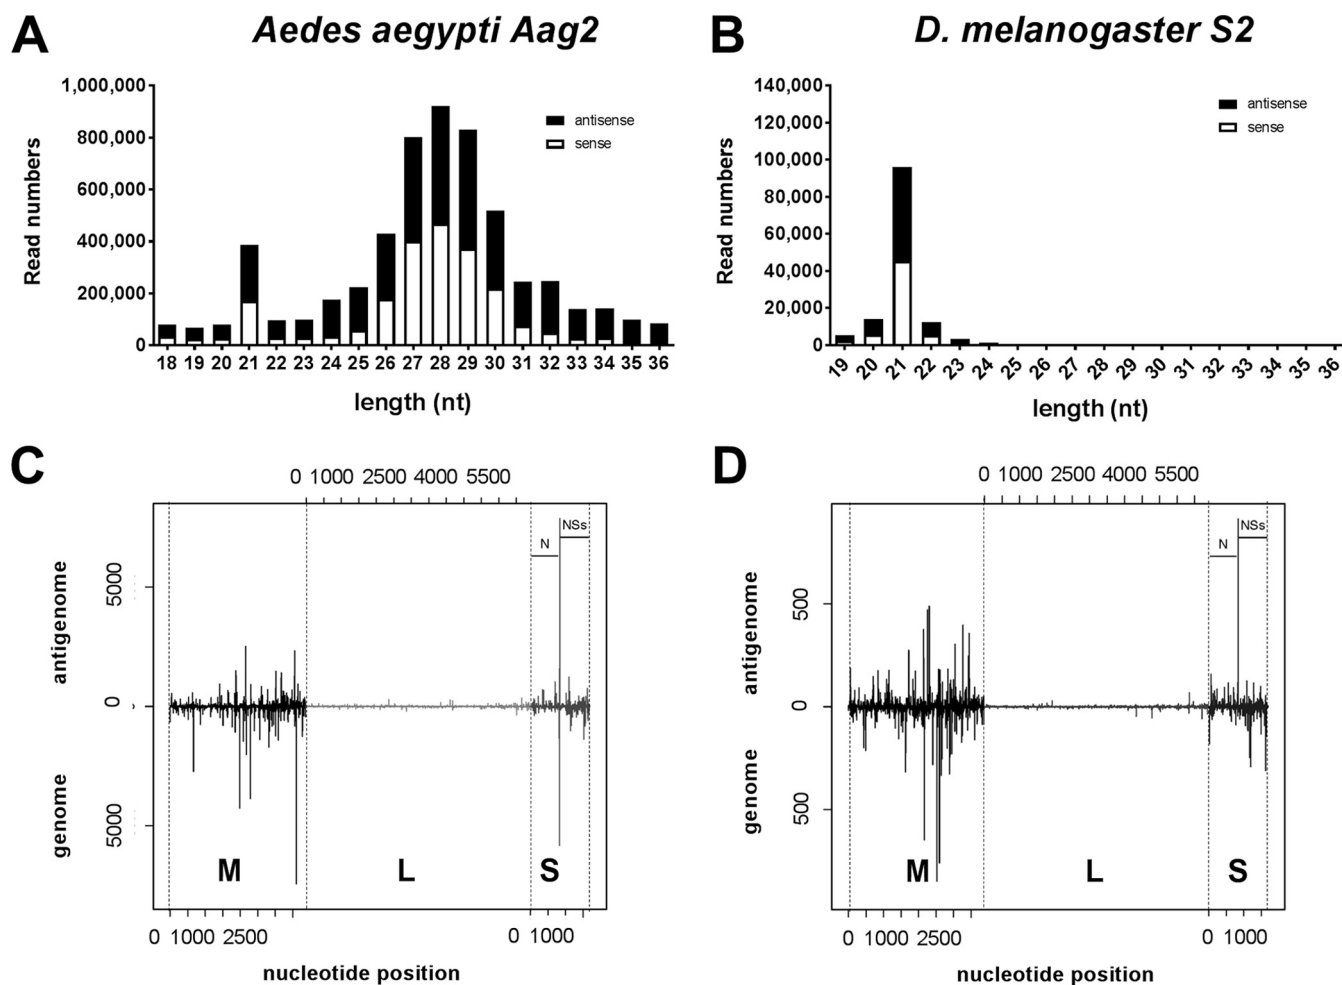 A
Aedes aegypti Aag2
1,000,000
800,000
600,000
400,000
200,000
0
Read numbers
antisense
sense
18 19 20 21 22 23 24 25 26 27 28 29 30 31 32 33 34 35 36
length (nt)
B
D. melanogaster S2
140,000
120,000
100,000
80,000
60,000
40,000
20,000
0
Read numbers
antisense
sense
19 20 21 22 23 24 25 26 27 28 29 30 31 32 33 34 35 36
length (nt)
C
0 1000 2500 4000 5500
antigenome
genome
5000
0
5000
N
NSs
M
L
S
0 1000 2500
0 1000
nucleotide position
D
0 1000 2500 4000 5500
antigenome
genome
500
0
500
N
NSs
M
L
S
0 1000 2500
0 1000
nucleotide position